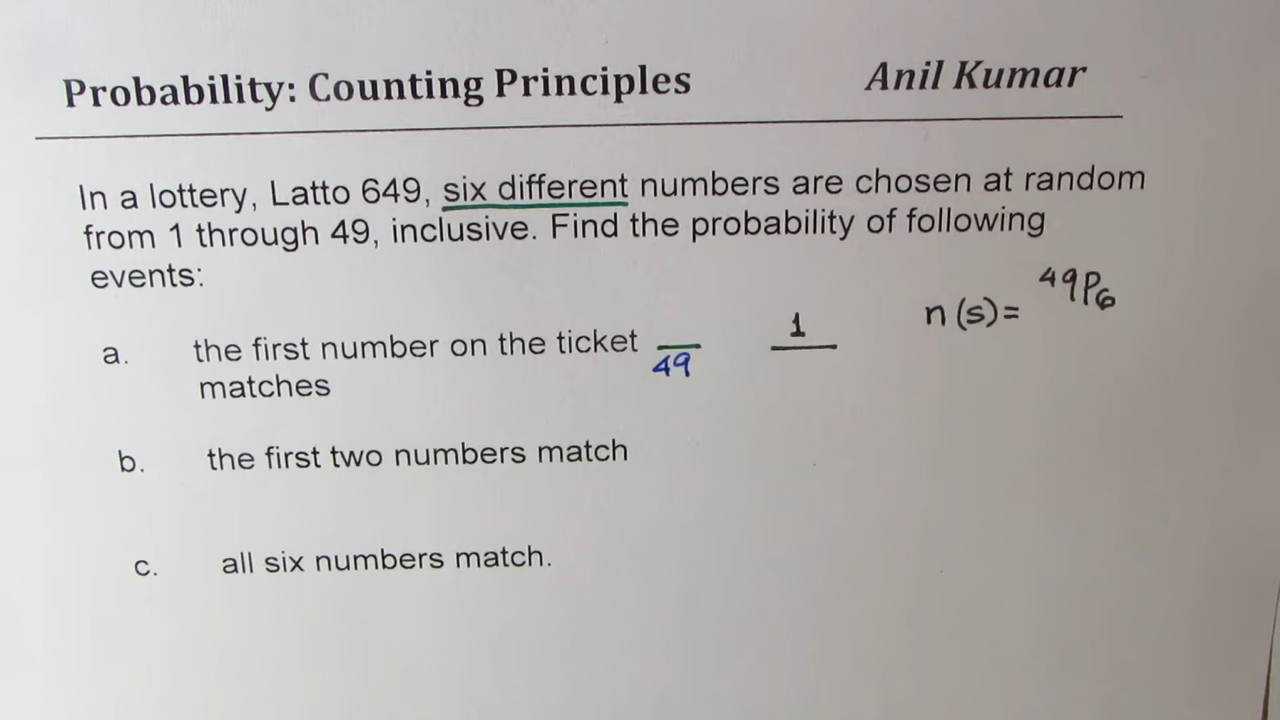 Probability: Counting Principles Anil Kumar
In a lottery, Latto 649, six different numbers are chosen at random
from 1 through 49, inclusive. Find the probability of following
events:
n(s)= 49P6
a. the first number on the ticket __ 1
49
matches
b. the first two numbers match
c. all six numbers match.